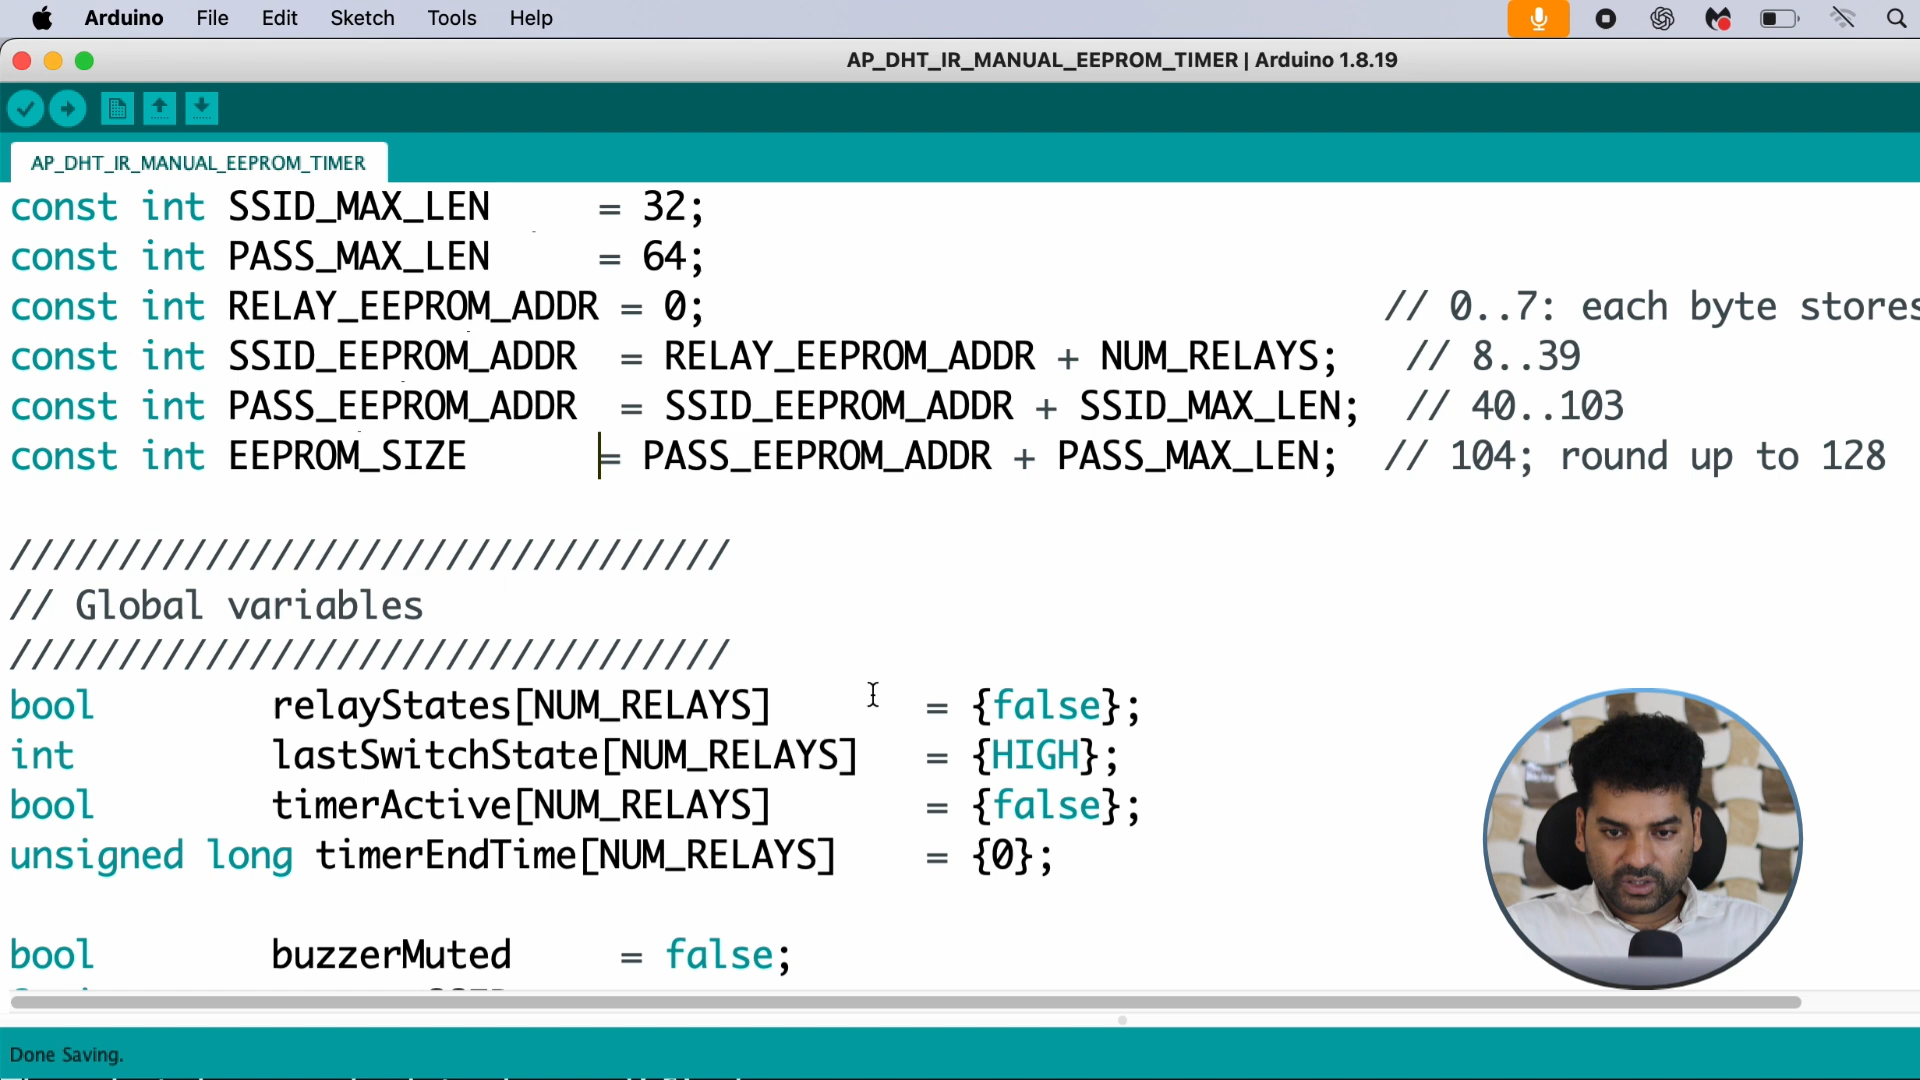 Arduino File Edit Sketch Tools Help
AP_DHT_IR_MANUAL_EEPROM_TIMER | Arduino 1.8.19
AP_DHT_IR_MANUAL_EEPROM_TIMER
const int SSID_MAX_LEN     = 32;
const int PASS_MAX_LEN     = 64;
const int RELAY_EEPROM_ADDR = 0;                               // 0..7: each byte stores
const int SSID_EEPROM_ADDR  = RELAY_EEPROM_ADDR + NUM_RELAYS;   // 8..39
const int PASS_EEPROM_ADDR  = SSID_EEPROM_ADDR + SSID_MAX_LEN;  // 40..103
const int EEPROM_SIZE      = PASS_EEPROM_ADDR + PASS_MAX_LEN;  // 104; round up to 128
/////////////////////////////////
// Global variables
/////////////////////////////////
bool        relayStates[NUM_RELAYS]       = {false};
int         lastSwitchState[NUM_RELAYS]   = {HIGH};
bool        timerActive[NUM_RELAYS]       = {false};
unsigned long timerEndTime[NUM_RELAYS]    = {0};
bool        buzzerMuted     = false;
Done Saving.